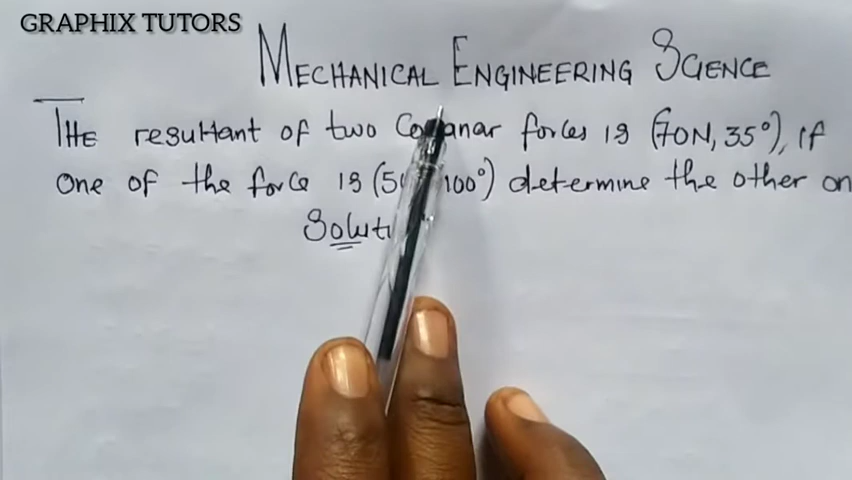 GRAPHIX TUTORS
MECHANICAL ENGINEERING SCIENCE
THE resultant of two forces is (70N, 35°), if
one of the force is 100°) determine the other on